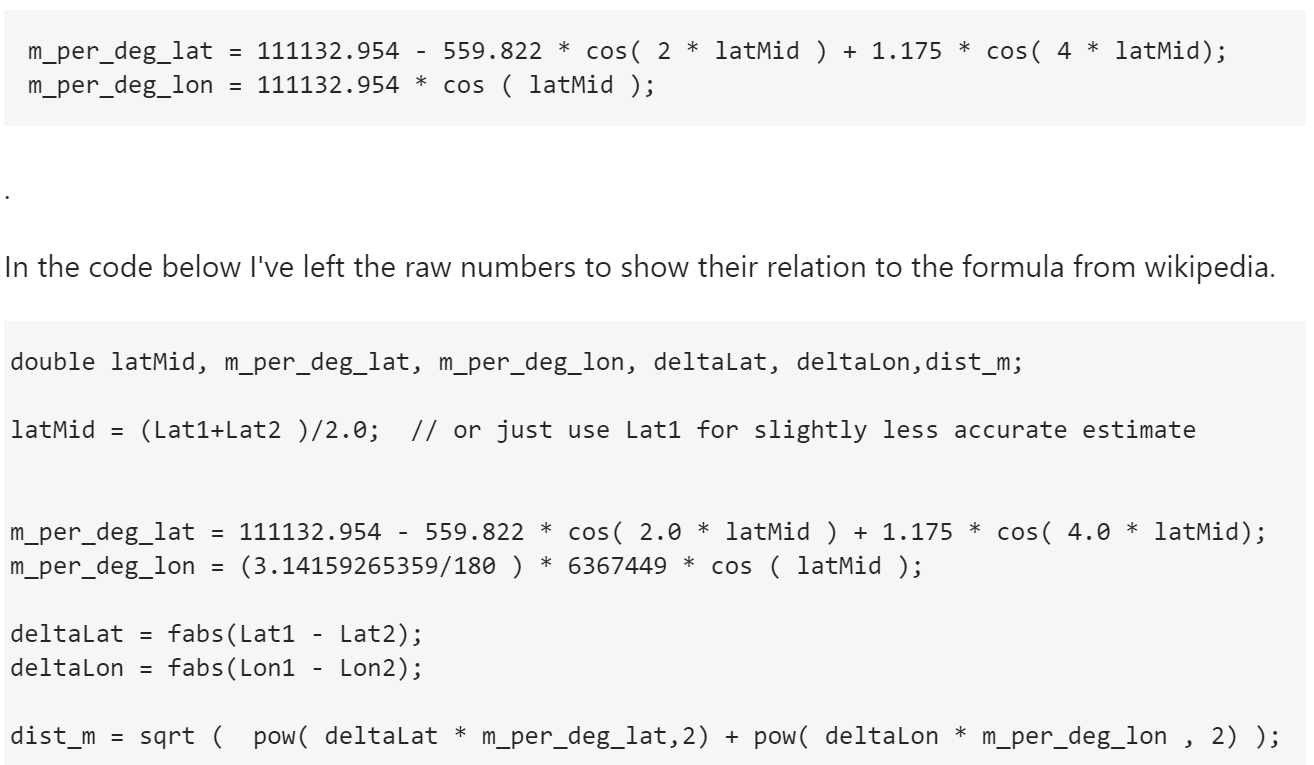 m_per_deg_lat = 111132.954 - 559.822 * cos( 2 * latMid ) + 1.175 * cos( 4 * latMid);
m_per_deg_lon = 111132.954 * cos ( latMid );
.
In the code below I've left the raw numbers to show their relation to the formula from wikipedia.
double latMid, m_per_deg_lat, m_per_deg_lon, deltaLat, deltaLon,dist_m;
latMid = (Lat1+Lat2 )/2.0;  // or just use Lat1 for slightly less accurate estimate
m_per_deg_lat = 111132.954 - 559.822 * cos( 2.0 * latMid ) + 1.175 * cos( 4.0 * latMid);
m_per_deg_lon = (3.14159265359/180 ) * 6367449 * cos ( latMid );
deltaLat = fabs(Lat1 - Lat2);
deltaLon = fabs(Lon1 - Lon2);
dist_m = sqrt (  pow( deltaLat * m_per_deg_lat,2) + pow( deltaLon * m_per_deg_lon , 2) );